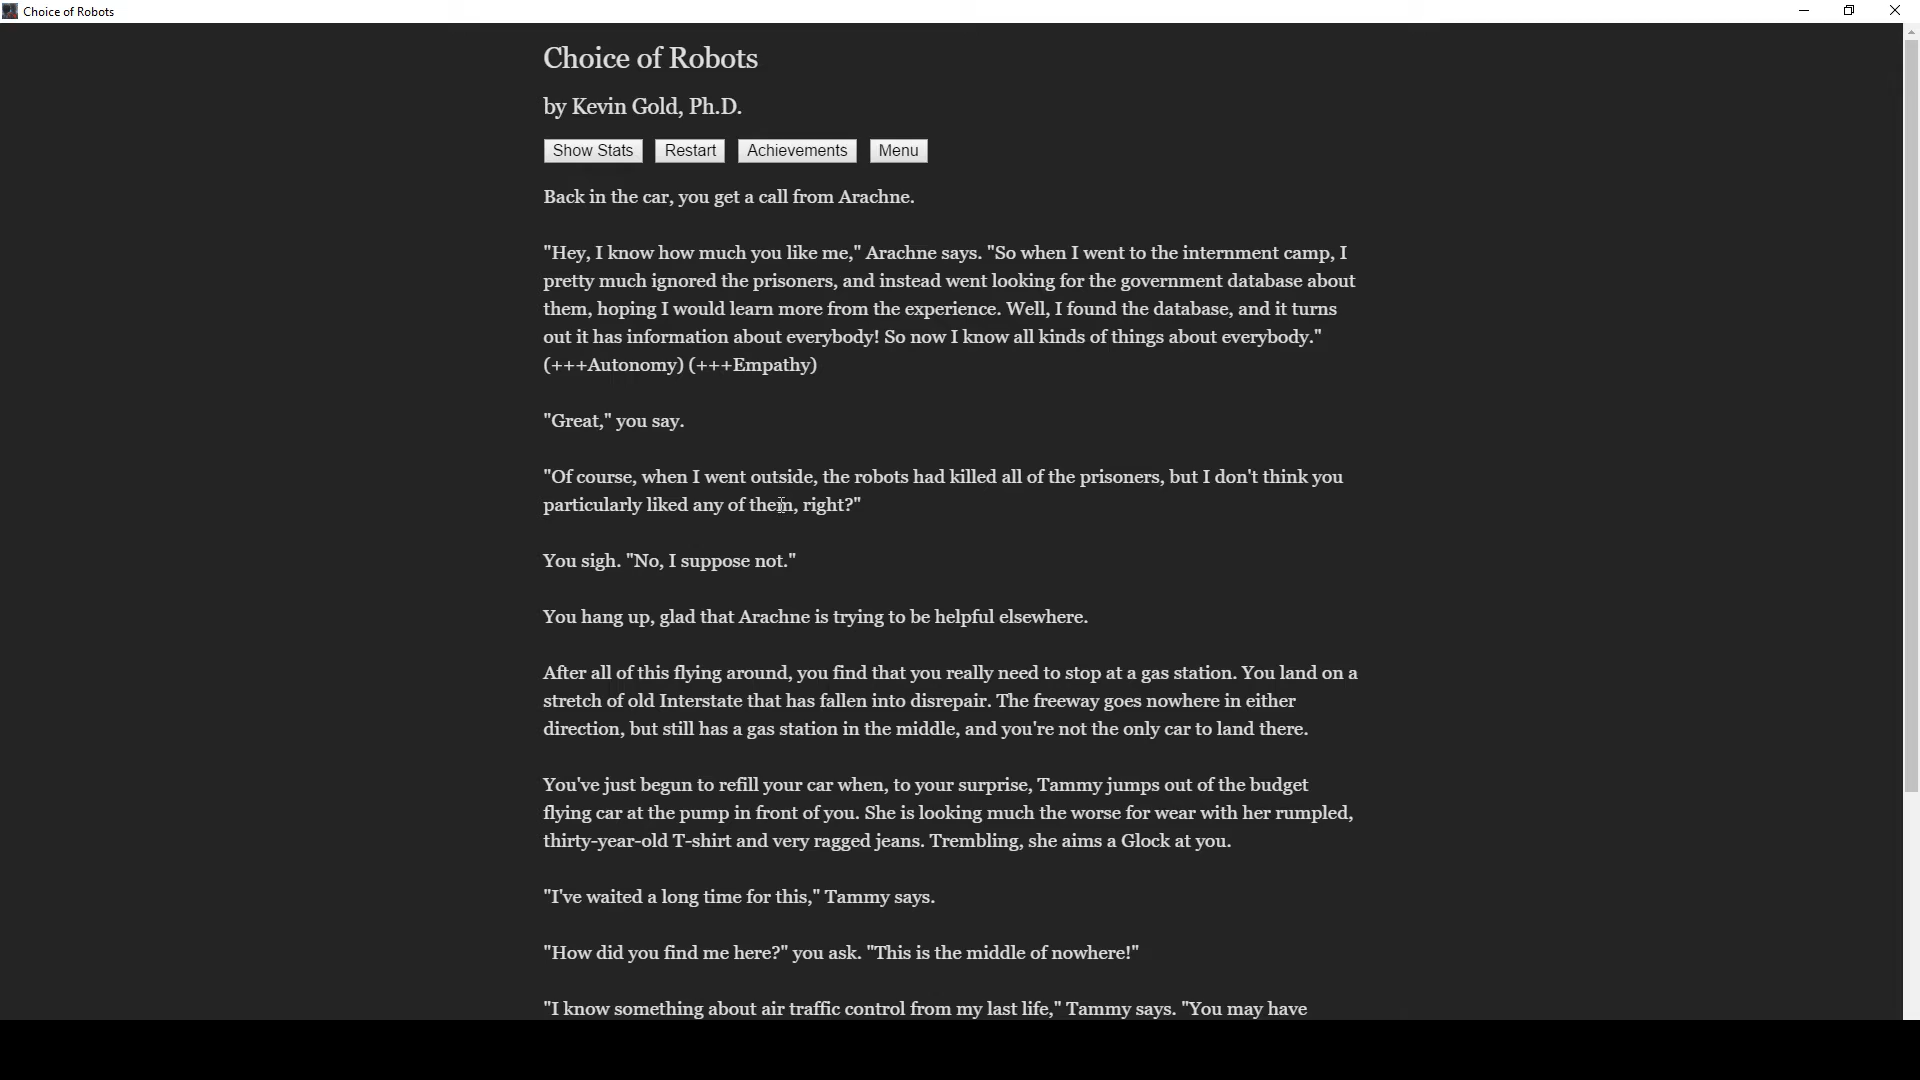 Choice of Robots
Choice of Robots
by Kevin Gold, Ph.D.
Show Stats Restart Achievements Menu
Back in the car, you get a call from Arachne.
"Hey, I know how much you like me," Arachne says. "So when I went to the internment camp, I
pretty much ignored the prisoners, and instead went looking for the government database about
them, hoping I would learn more from the experience. Well, I found the database, and it turns
out it has information about everybody! So now I know all kinds of things about everybody."
(+++Autonomy) (+++Empathy)
"Great," you say.
"Of course, when I went outside, the robots had killed all of the prisoners, but I don't think you
particularly liked any of them, right?"
You sigh. "No, I suppose not."
You hang up, glad that Arachne is trying to be helpful elsewhere.
After all of this flying around, you find that you really need to stop at a gas station. You land on a
stretch of old Interstate that has fallen into disrepair. The freeway goes nowhere in either
direction, but still has a gas station in the middle, and you're not the only car to land there.
You've just begun to refill your car when, to your surprise, Tammy jumps out of the budget
flying car at the pump in front of you. She is looking much the worse for wear with her rumpled,
thirty-year-old T-shirt and very ragged jeans. Trembling, she aims a Glock at you.
"I've waited a long time for this," Tammy says.
"How did you find me here?" you ask. "This is the middle of nowhere!"
"I know something about air traffic control from my last life," Tammy says. "You may have